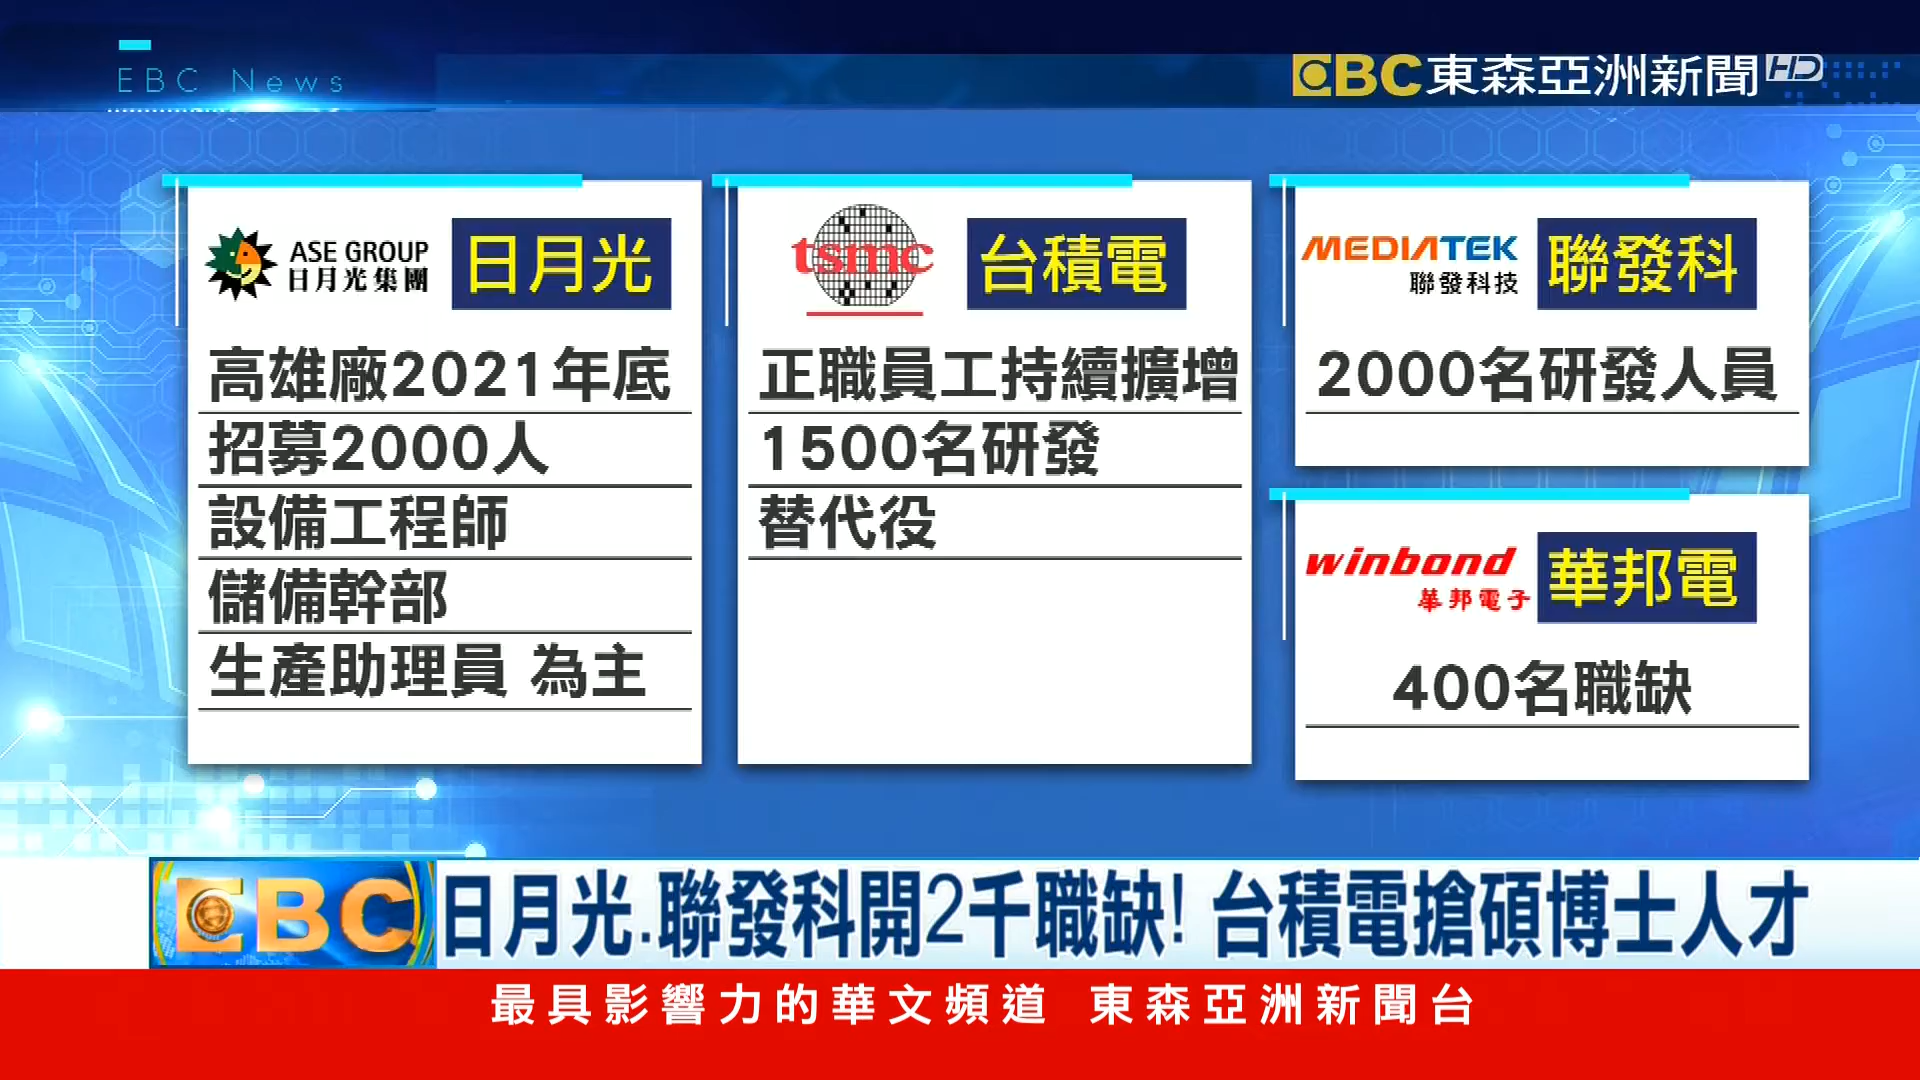 EBC News
EBC東森亞洲新聞HD
ASE GROUP
日月光集團
日月光
高雄廠2021年底
招募2000人
設備工程師
儲備幹部
生產助理員 為主
tsmc
台積電
正職員工持續擴增
1500名研發
替代役
MEDIATEK
聯發科技
聯發科
2000名研發人員
winbond
華邦電子
華邦電
400名職缺
EBC
日月光.聯發科開2千職缺! 台積電搶碩博士人才
最具影響力的華文頻道 東森亞洲新聞台